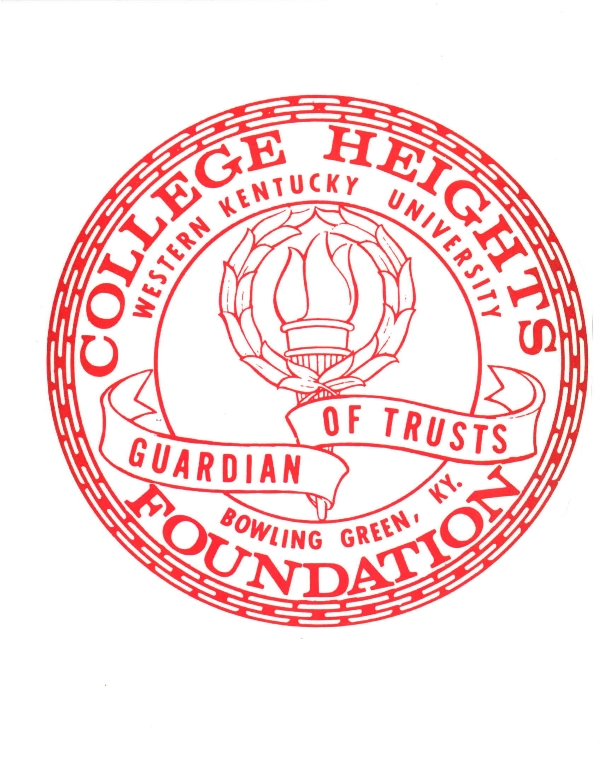 COLLEGE HEIGHTS
WESTERN KENTUCKY UNIVERSITY
GUARDIAN OF TRUSTS
BOWLING GREEN, KY.
FOUNDATION